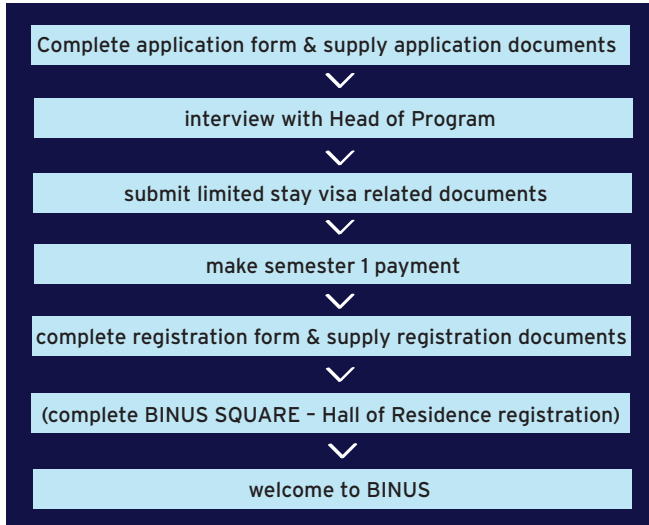 Complete application form & supply application documents
interview with Head of Program
submit limited stay visa related documents
make semester 1 payment
complete registration form & supply registration documents
(complete BINUS SQUARE – Hall of Residence registration)
welcome to BINUS